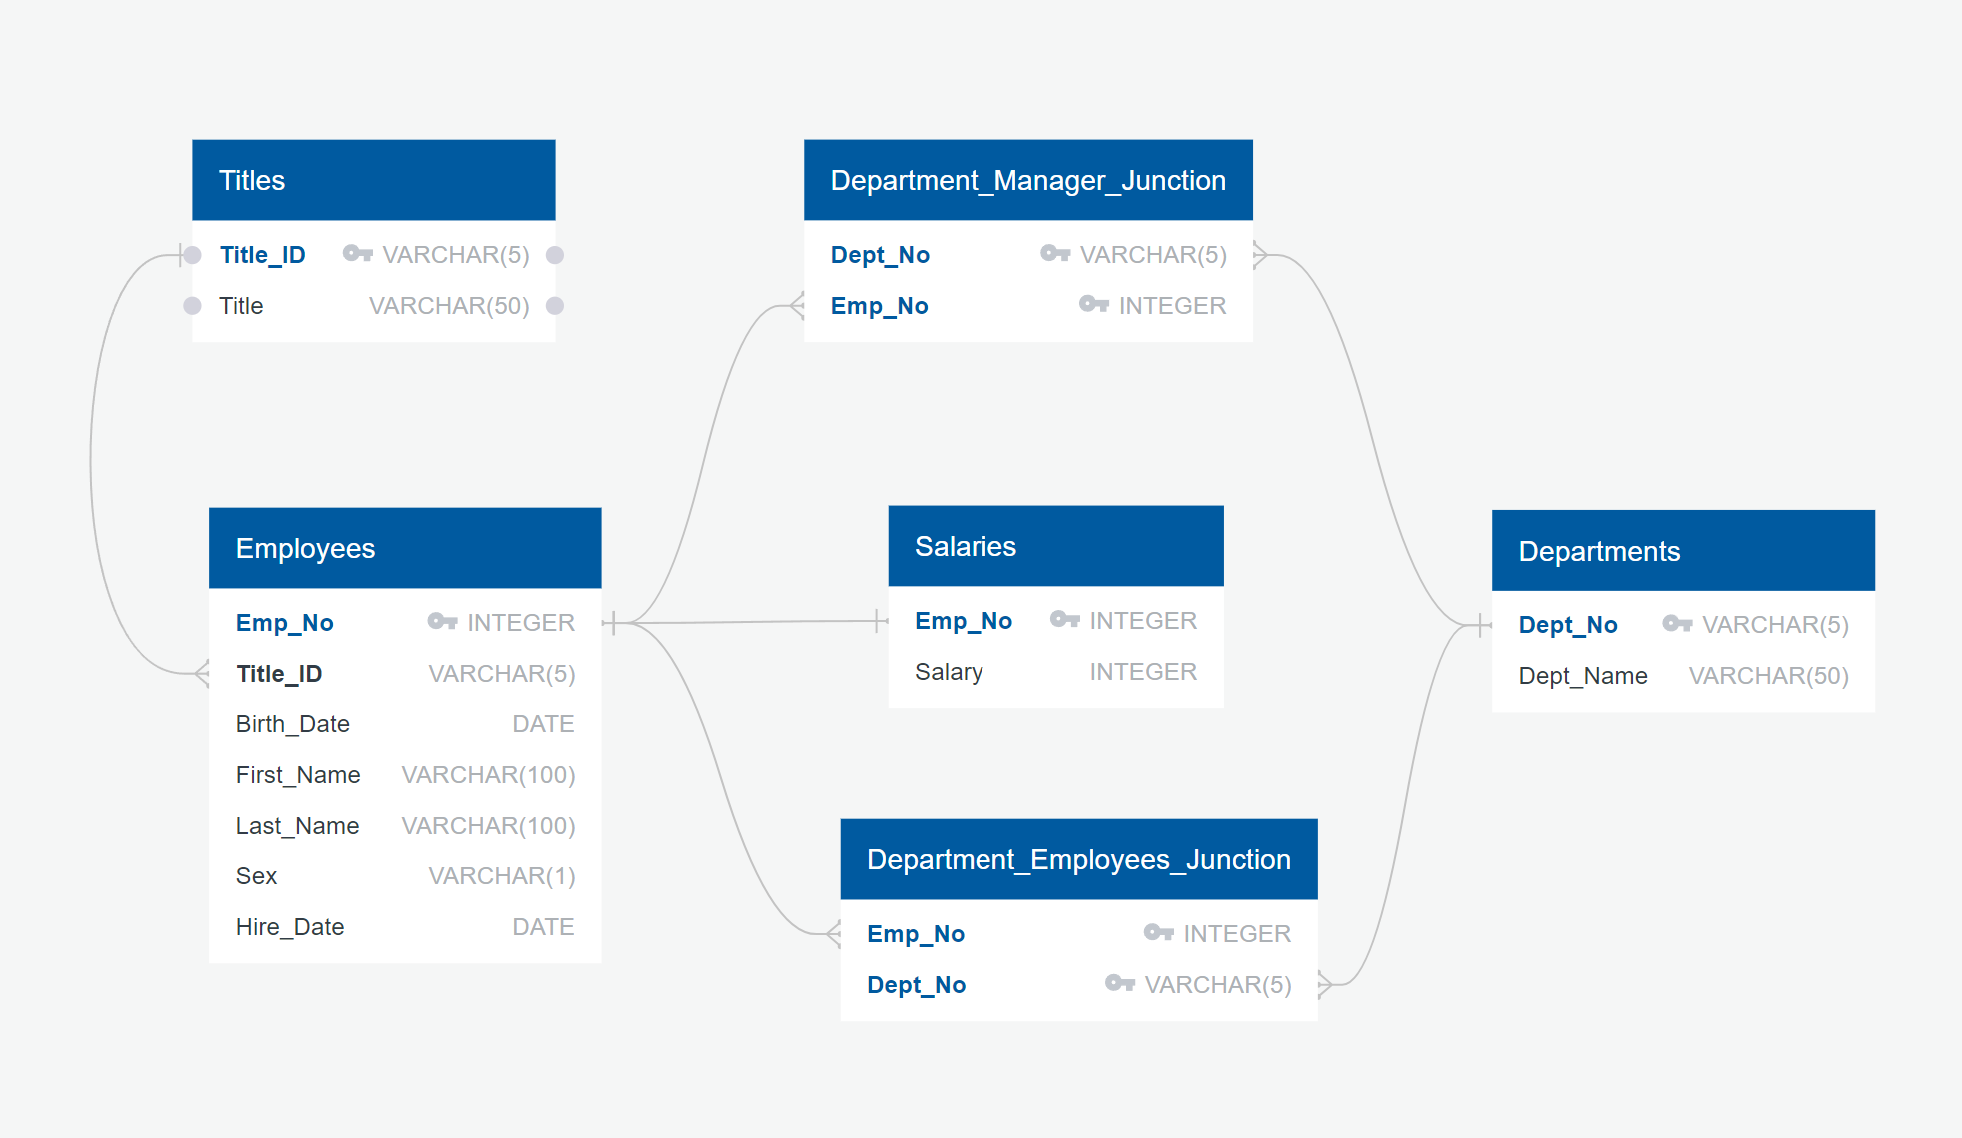 Titles
Title_ID VARCHAR(5)
Title VARCHAR(50)
Department_Manager_Junction
Dept_No VARCHAR(5)
Emp_No INTEGER
Employees
Emp_No INTEGER
Title_ID VARCHAR(5)
Birth_Date DATE
First_Name VARCHAR(100)
Last_Name VARCHAR(100)
Sex VARCHAR(1)
Hire_Date DATE
Salaries
Emp_No INTEGER
Salary INTEGER
Departments
Dept_No VARCHAR(5)
Dept_Name VARCHAR(50)
Department_Employees_Junction
Emp_No INTEGER
Dept_No VARCHAR(5)